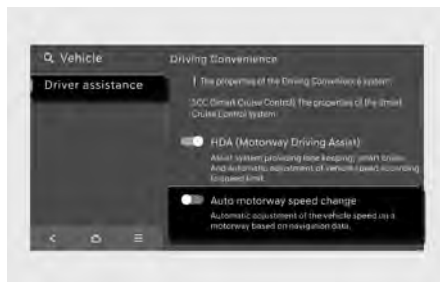 Vehicle
Driving Convenience
Driver assistance
The properties of the Driving Convenience system
SCC (Smart Cruise Control) The properties of the Smart
Cruise Control system
HDA (Motorway Driving Assist)
Assist system providing lane keeping, smart cruise
And automatic adjustment of vehicle speed according
to speed limit.
Auto motorway speed change
Automatic adjustment of the vehicle speed on a
motorway based on navigation data.